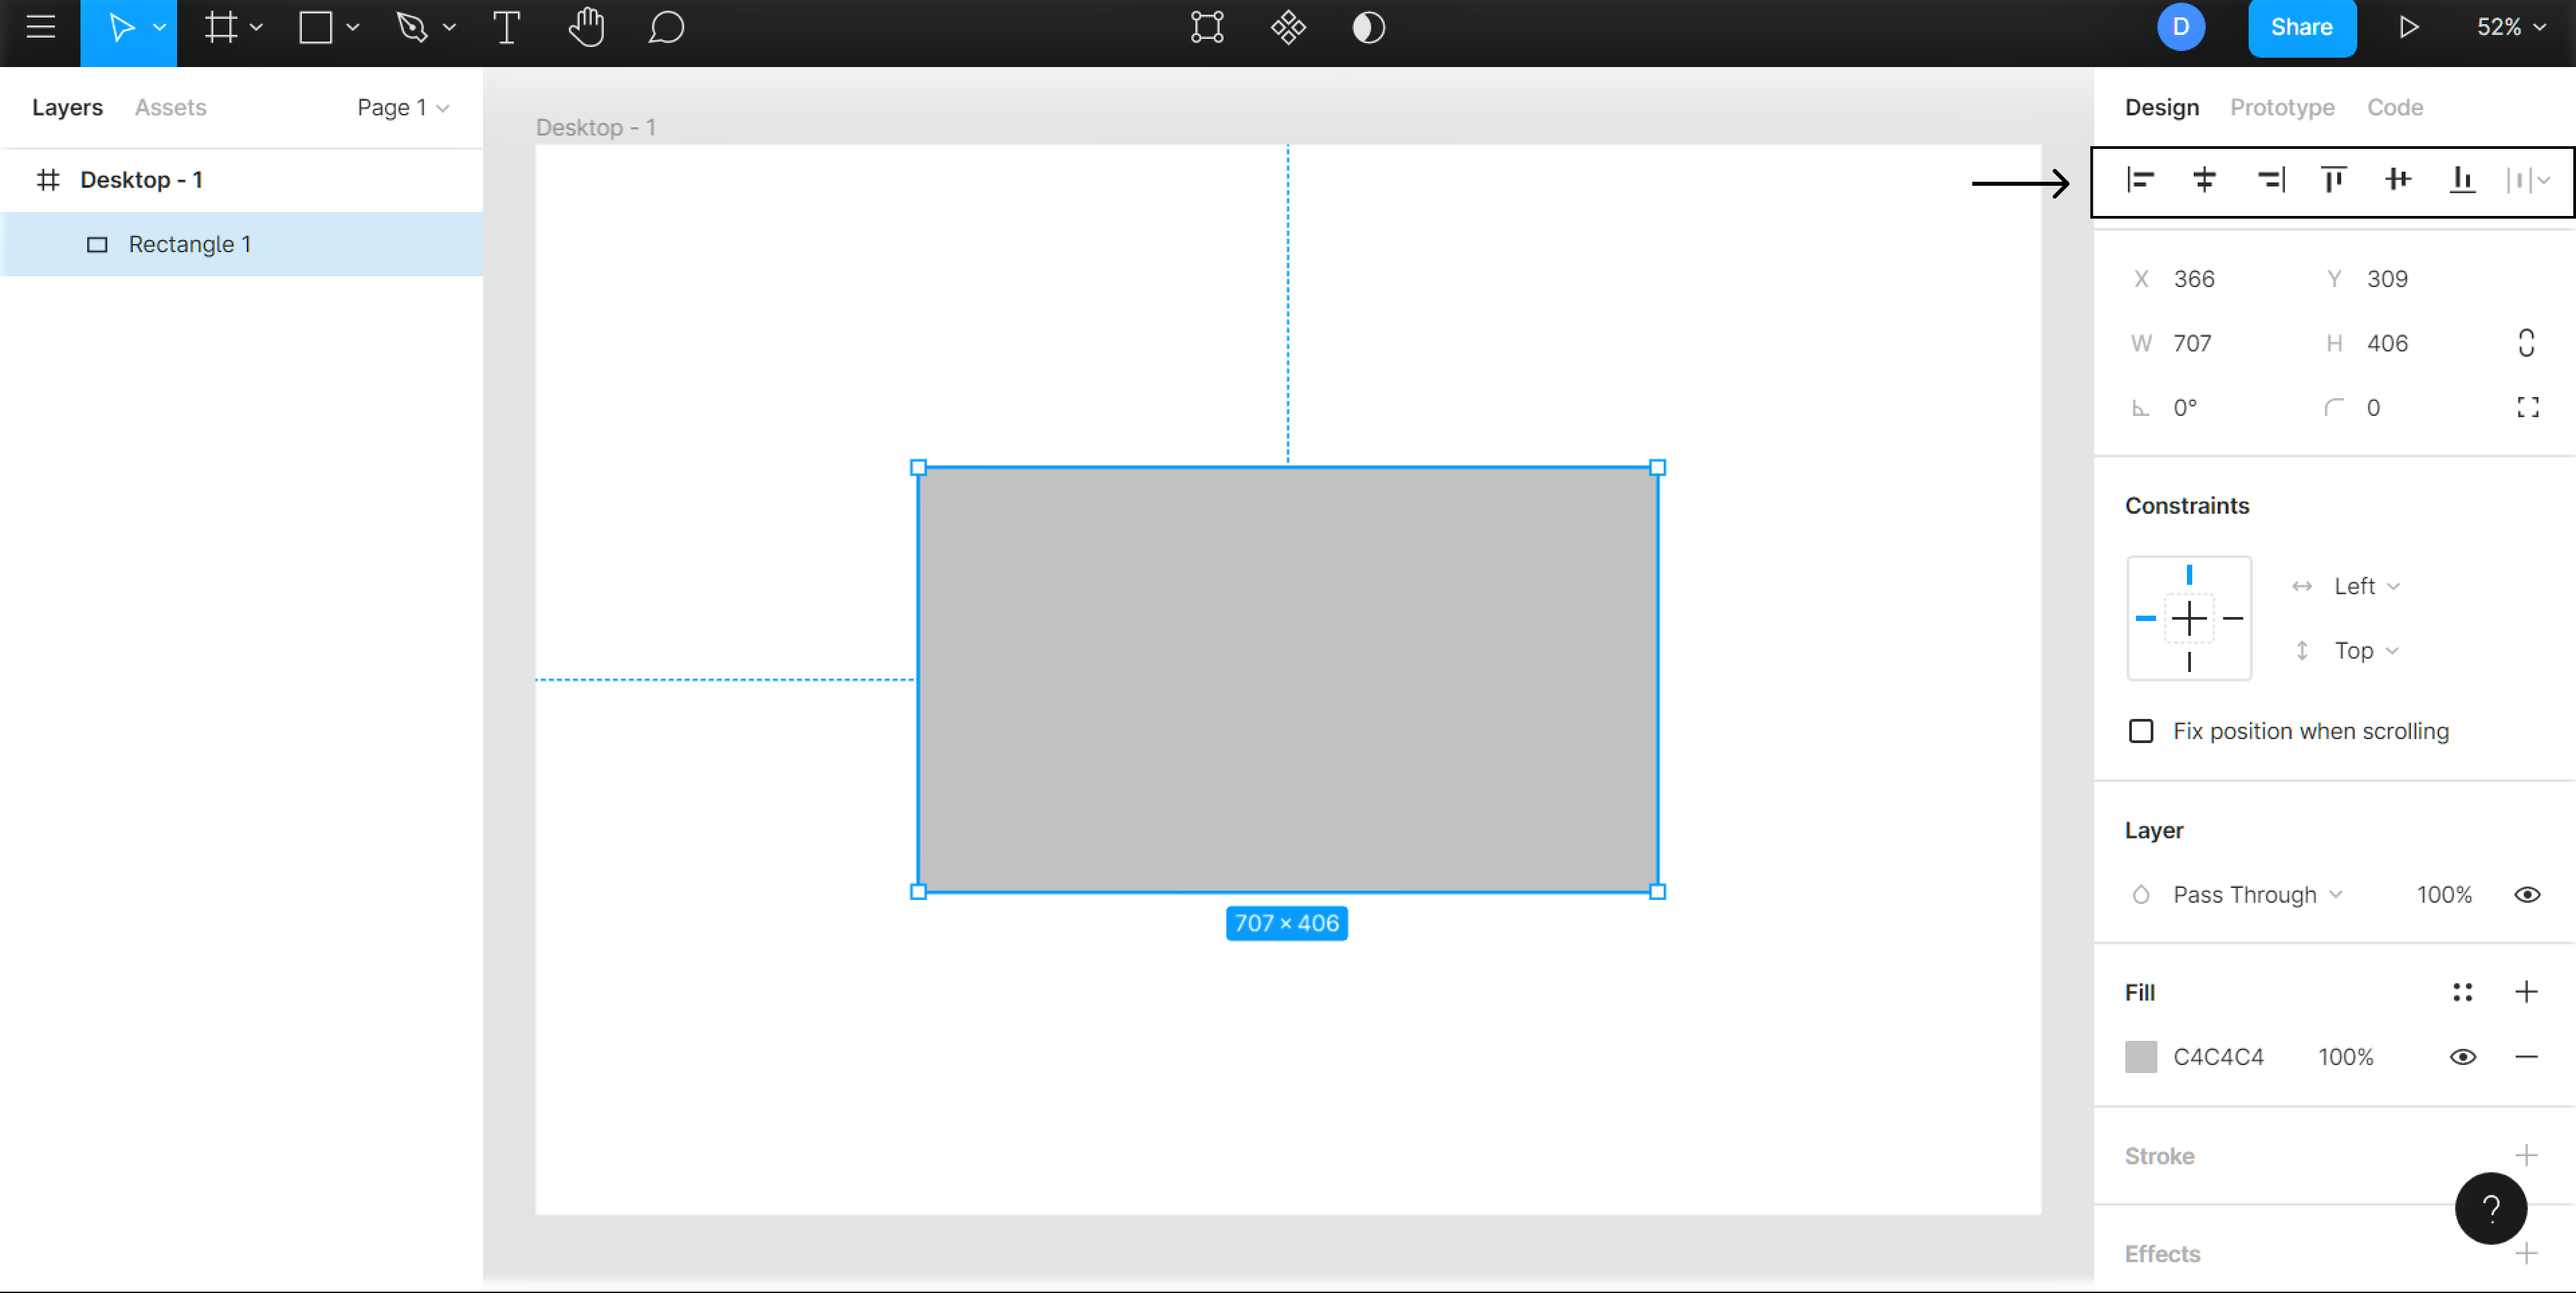 D Share 52%
Layers Assets Page 1
Desktop - 1
Rectangle 1
Desktop - 1
707 × 406
Design Prototype Code
X 366 Y 309
W 707 H 406
0° 0
Constraints
Left
Top
Fix position when scrolling
Layer
Pass Through 100%
Fill
C4C4C4 100%
Stroke
?
Effects